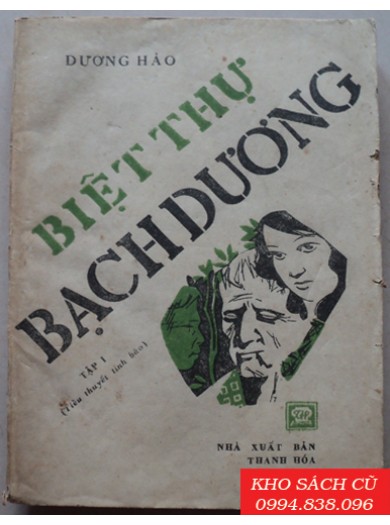 DƯƠNG HẢO
BIỆT THỰ
BẠCH DƯƠNG
TẬP I
(Tiểu thuyết tình báo)
NHÀ XUẤT BẢN
THANH HÓA
KHO SÁCH CŨ
0994.838.096